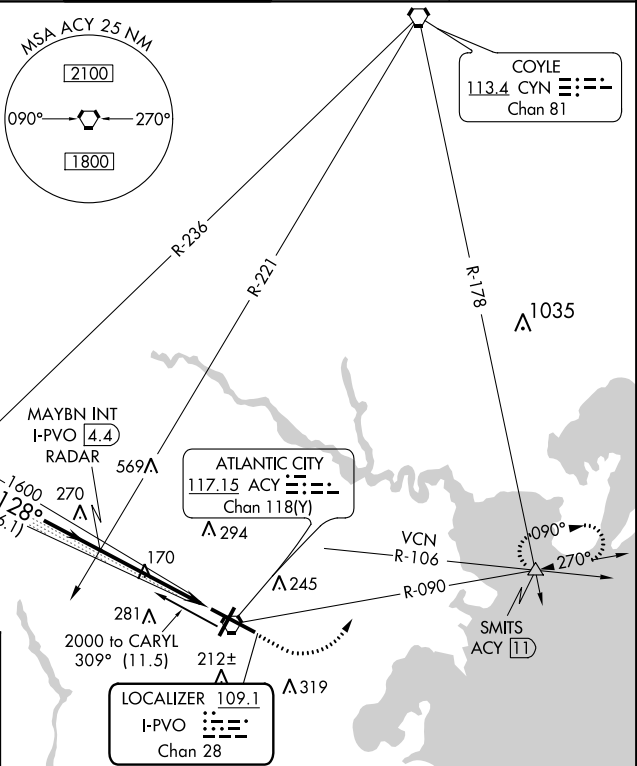 MSA ACY 25 NM
2100
090°
270°
1800
COYLE
113.4 CYN
Chan 81
R-236
R-221
R-178
1035
MAYBN INT
I-PVO 4.4
RADAR
569
ATLANTIC CITY
117.15 ACY
Chan 118(Y)
1600
128°
6.1)
270
294
170
VCN
R-106
090°
270°
245
R-090
281
2000 to CARYL
309° (11.5)
SMITS
ACY 11
212±
319
LOCALIZER 109.1
I-PVO
Chan 28